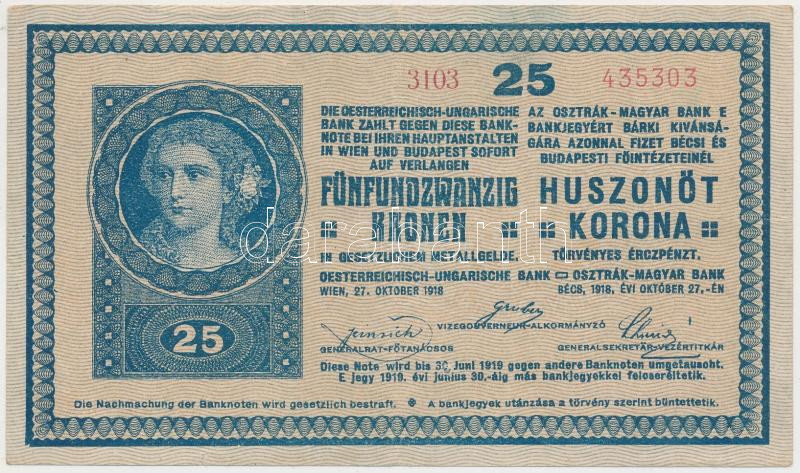 3103 25 435303
DIE OESTERREICHISCH-UNGARISCHE
BANK ZAHLT GEGEN DIESE BANK-
NOTE BEI IHREN HAUPTANSTALTEN
IN WIEN UND BUDAPEST SOFORT
AUF VERLANGEN
FÜNFUNDZWANZIG
KRONEN
IN GESETZLICHEM METALLGELDE.
AZ OSZTRÁK-MAGYAR BANK E
BANKJEGYÉRT BÁRKI KIVÁNSÁ-
GÁRA AZONNAL FIZET BÉCSI ÉS
BUDAPESTI FŐINTÉZETEINÉL
HUSZONÖT
KORONA
TÖRVÉNYES ÉRCZPÉNZT.
OESTERREICHISCH-UNGARISCHE BANK
WIEN, 27. OKTOBER 1918
OSZTRÁK-MAGYAR BANK
BÉCS, 1918. ÉVI OKTÓBER 27.-ÉN
Gruber
VIZEGOUVERNEUR-ALKORMÁNYZÓ
GENERALRAT-FŐTANÁCSOS
GENERALSEKRETÄR-VEZÉRTITKÁR
25
Diese Note wird bis 30. Juni 1919 gegen andere Banknoten umgetauscht.
E jegy 1919. évi junius 30.-áig más bankjegyekkel felcseréltetik.
Die Nachmachung der Banknoten wird gesetzlich bestraft. A bankjegyek utánzása a törvény szerint büntettetik.
darabanth